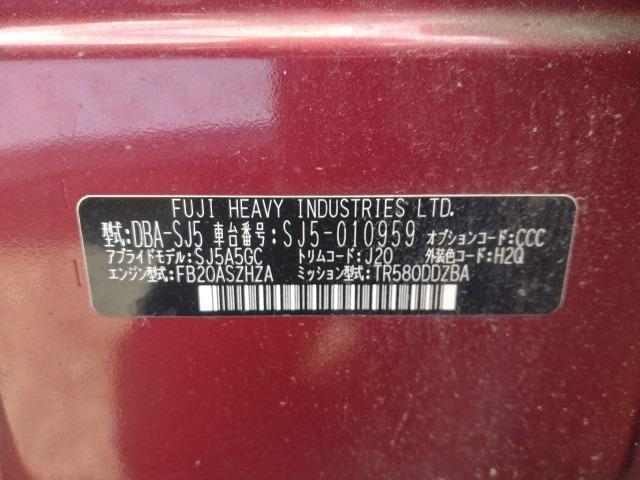 FUJI HEAVY INDUSTRIES LTD.
型式:DBA-SJ5 車台番号:SJ5-010959 オプションコード:CCC
アプライドモデル:SJ5A5GC トリムコード:J20 外装色コード:H2Q
エンジン型式:FB20ASZHZA ミッション型式:TR580DDZBA